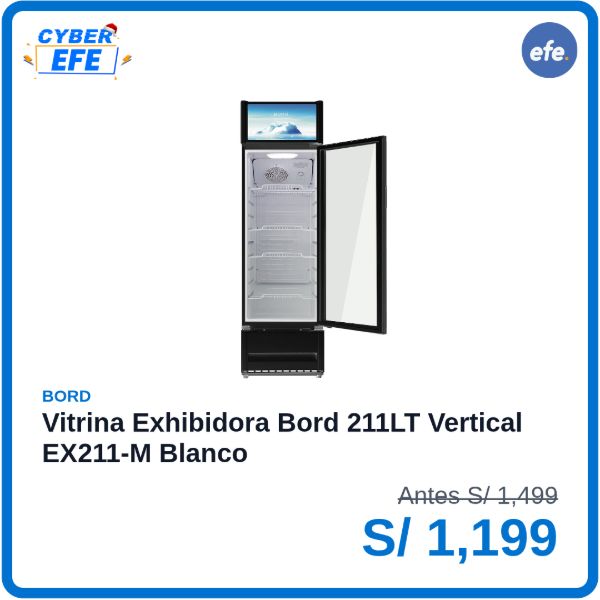 CYBER
EFE
efe.
BORD
Vitrina Exhibidora Bord 211LT Vertical
EX211-M Blanco
Antes S/ 1,499
S/ 1,199